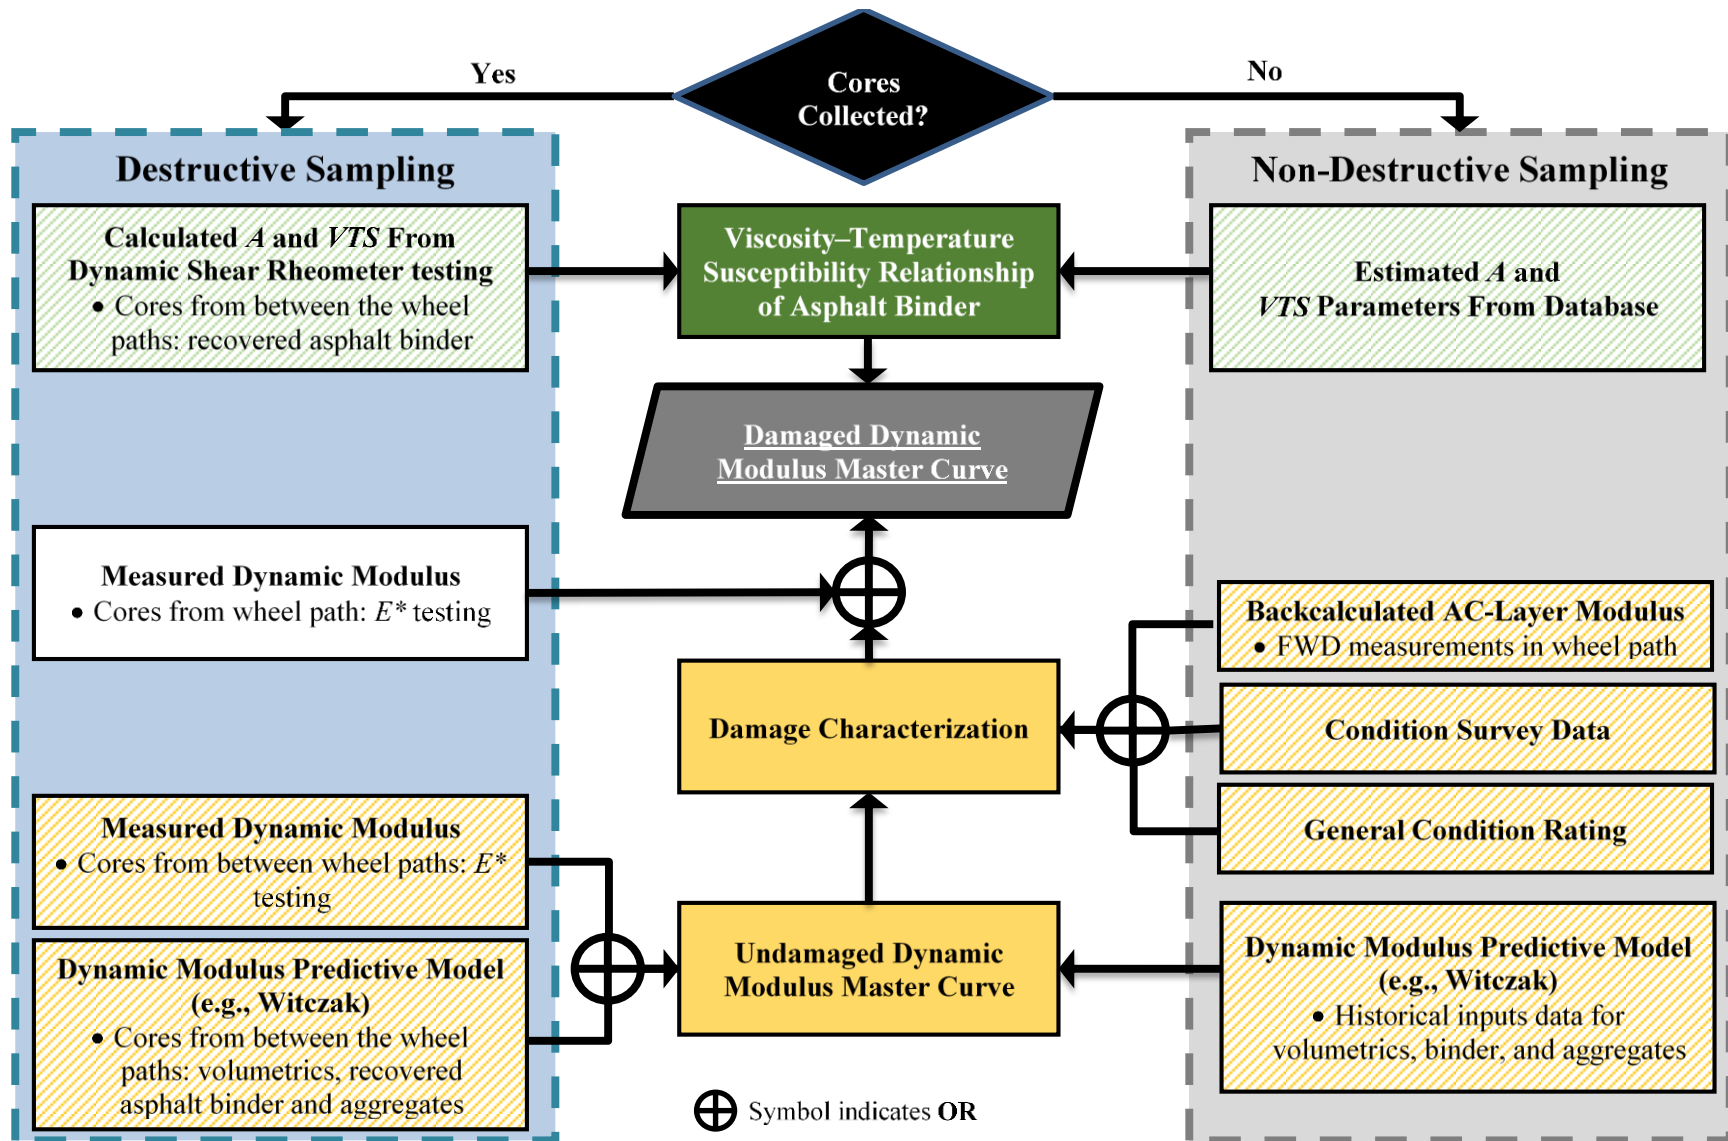 Cores
Collected?
Yes
No
Destructive Sampling
Calculated A and VTS From
Dynamic Shear Rheometer testing
• Cores from between the wheel
paths: recovered asphalt binder
Measured Dynamic Modulus
• Cores from wheel path: E* testing
Measured Dynamic Modulus
• Cores from between wheel paths: E*
testing
Dynamic Modulus Predictive Model
(e.g., Witczak)
• Cores from between the wheel
paths: volumetrics, recovered
asphalt binder and aggregates
Viscosity–Temperature
Susceptibility Relationship
of Asphalt Binder
Damaged Dynamic
Modulus Master Curve
Damage Characterization
Undamaged Dynamic
Modulus Master Curve
Symbol indicates OR
Non-Destructive Sampling
Estimated A and
VTS Parameters From Database
Backcalculated AC-Layer Modulus
• FWD measurements in wheel path
Condition Survey Data
General Condition Rating
Dynamic Modulus Predictive Model
(e.g., Witczak)
• Historical inputs data for
volumetrics, binder, and aggregates